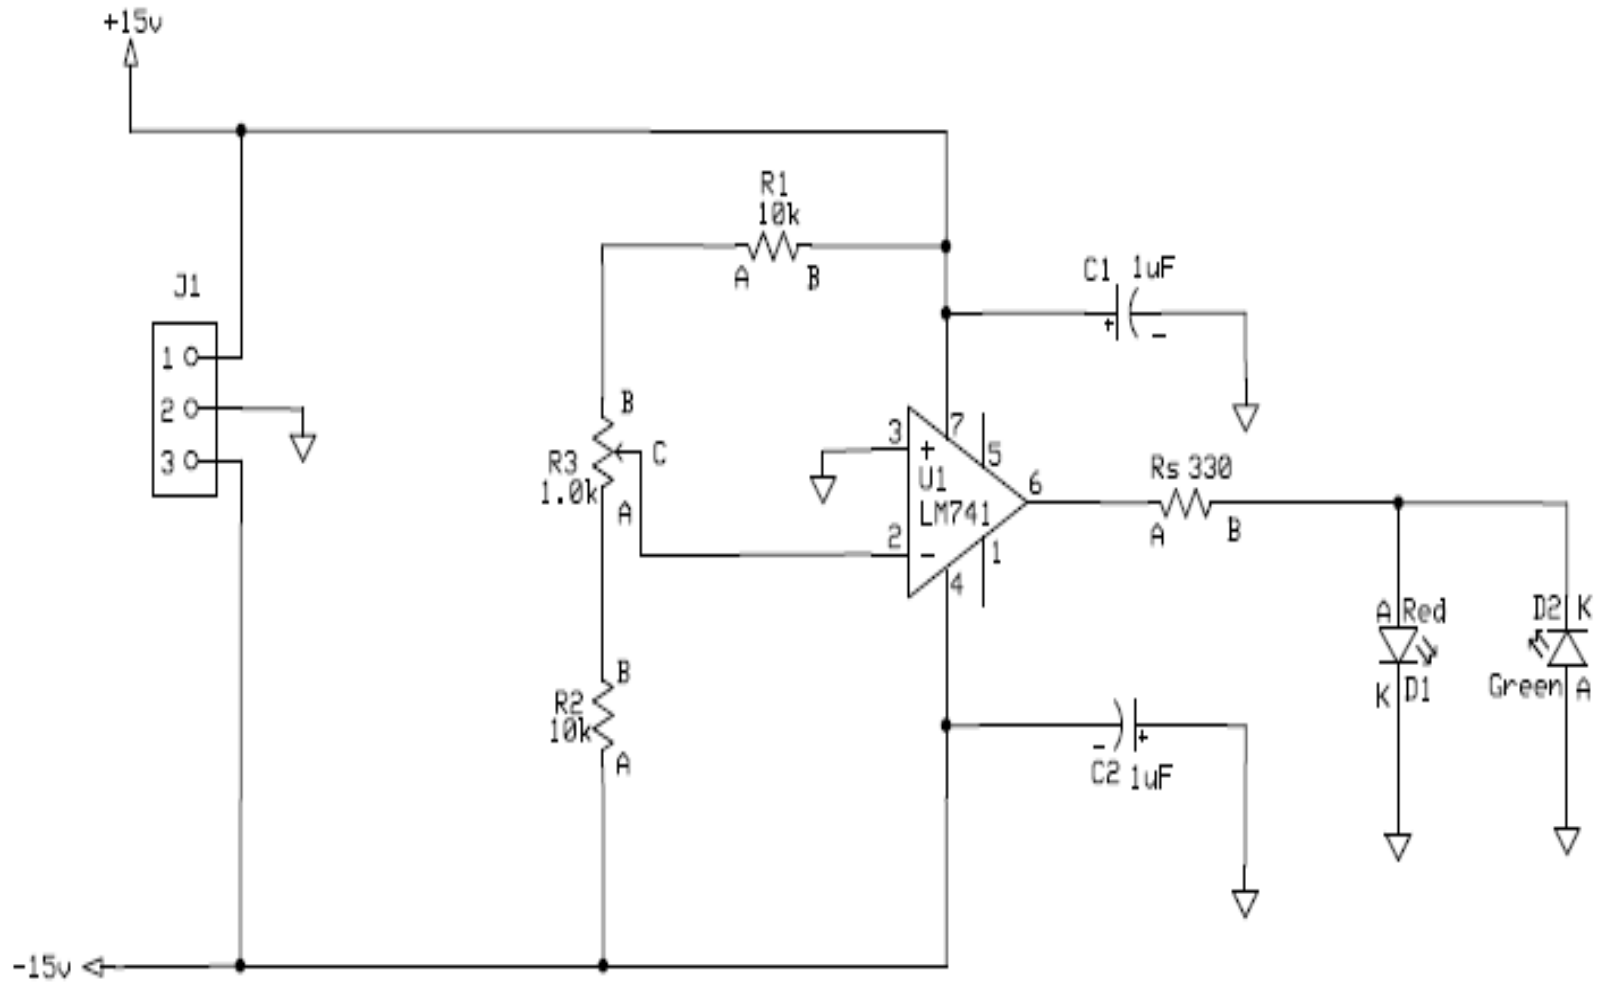 +15v
R1
10k
A
B
C1 1uF
+
-
J1
1
2
3
B
C
R3
1.0k
A
3
+
7
5
U1
LM741
6
2
-
1
4
Rs 330
A
B
A Red
K D1
D2 K
Green A
B
R2
10k
A
-
+
C2 1uF
-15v